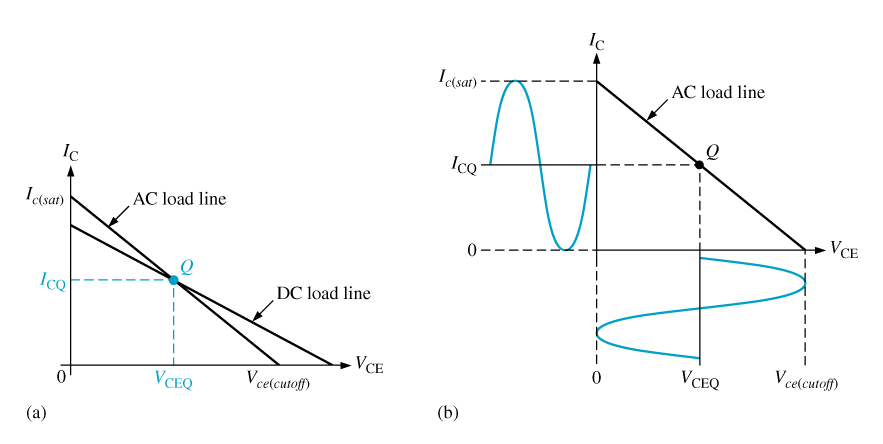 I_C
I_c(sat)
AC load line
Q
I_CQ
DC load line
0
V_CEQ
V_ce(cutoff)
V_CE
(a)
I_C
I_c(sat)
AC load line
Q
I_CQ
0
V_CE
0
V_CEQ
V_ce(cutoff)
(b)